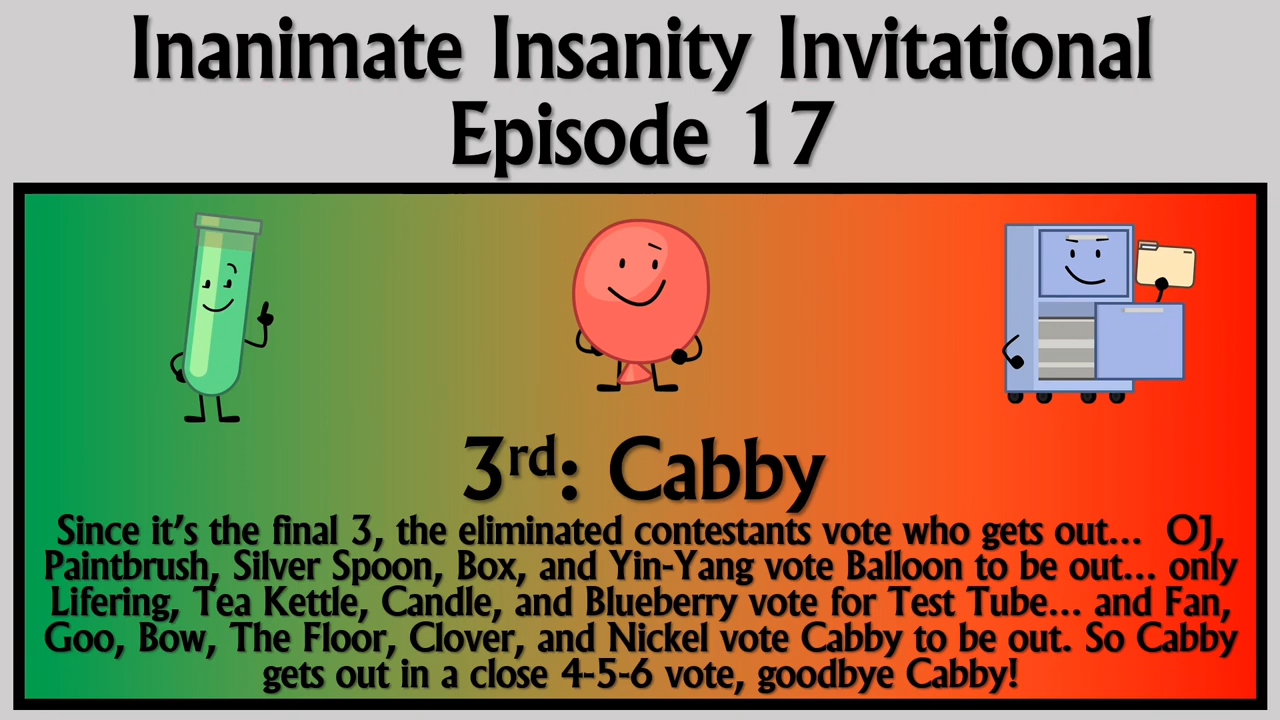 Inanimate Insanity Invitational
Episode 17
3rd: Cabby
Since it's the final 3, the eliminated contestants vote who gets out... OJ,
Paintbrush, Silver Spoon, Box, and Yin-Yang vote Balloon to be out... only
Lifering, Tea Kettle, Candle, and Blueberry vote for Test Tube... and Fan,
Goo, Bow, The Floor, Clover, and Nickel vote Cabby to be out. So Cabby
gets out in a close 4-5-6 vote, goodbye Cabby!